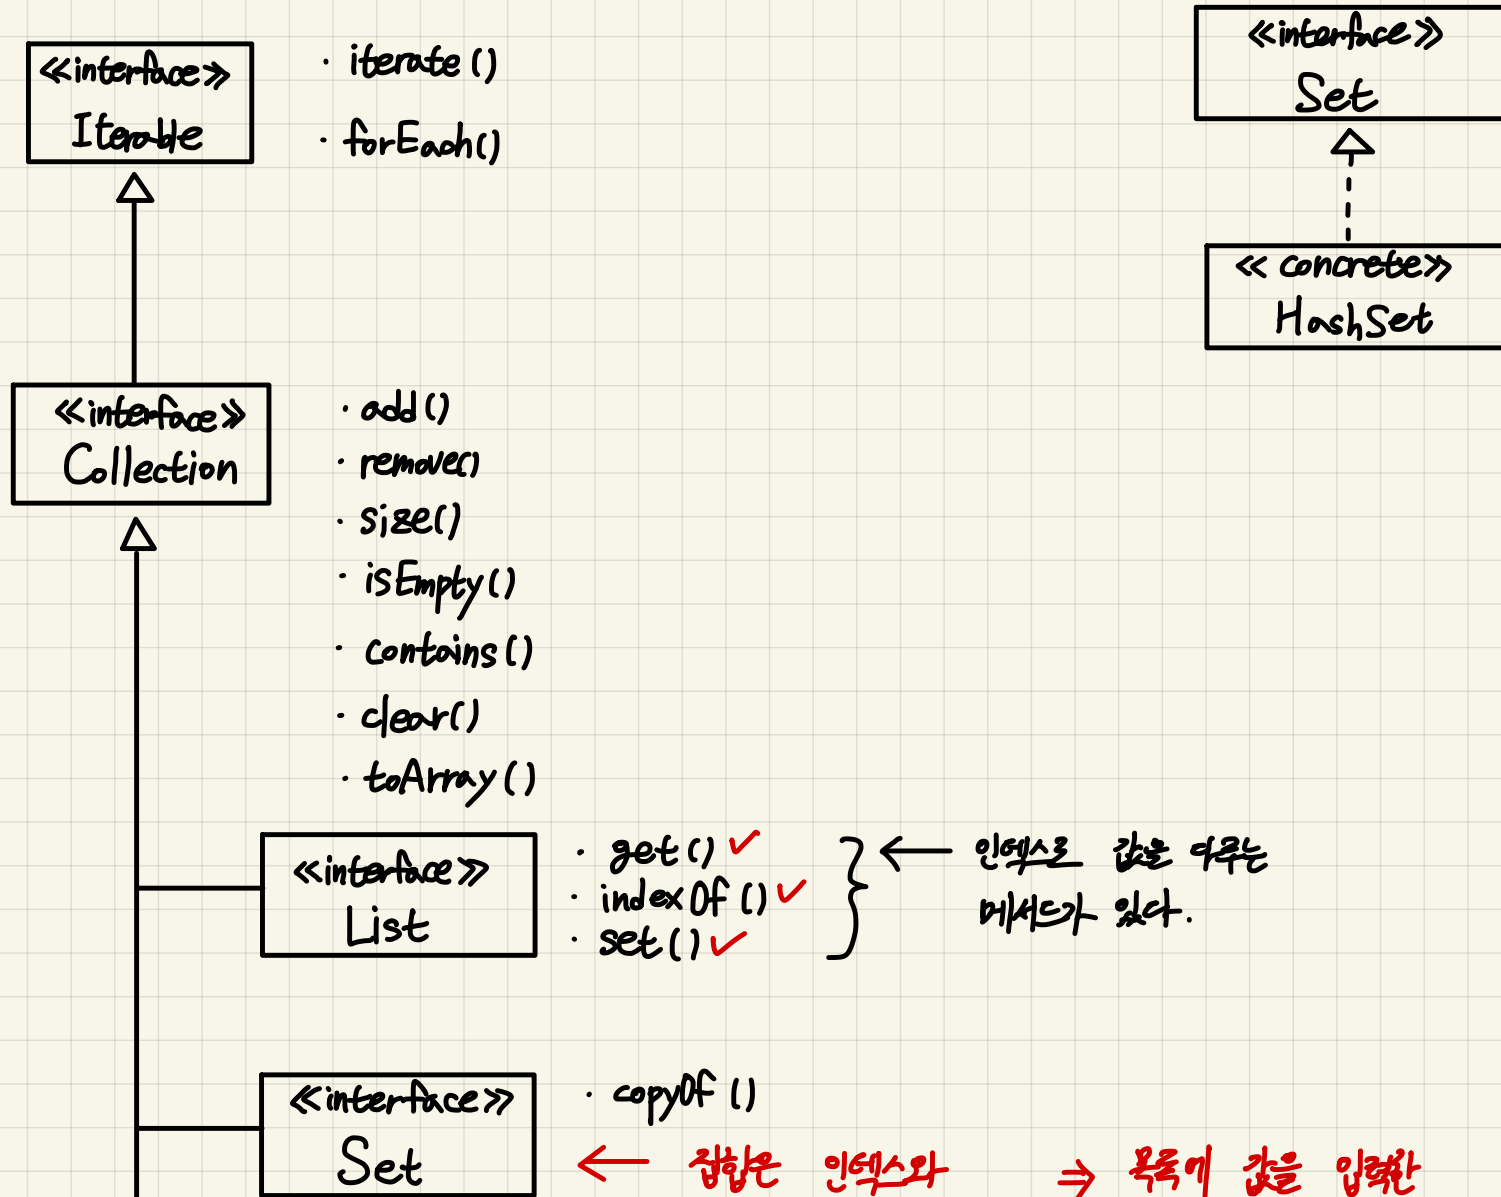 <<interface>>
Iterable
· iterate ()
· forEach()
<<interface>>
Set
<< concrete>>
HashSet
<<interface>>
Collection
· add ()
· remove()
· size()
· isEmpty ()
· contains ()
· clear()
· toArray ()
<<interface>>
List
· get ()
· indexOf ()
· set ()
인덱스로 값을 다루는
메서드가 있다.
<<interface>>
Set
· copyOf ()
집합은 인덱스와
⇒ 목록에 값을 입력한